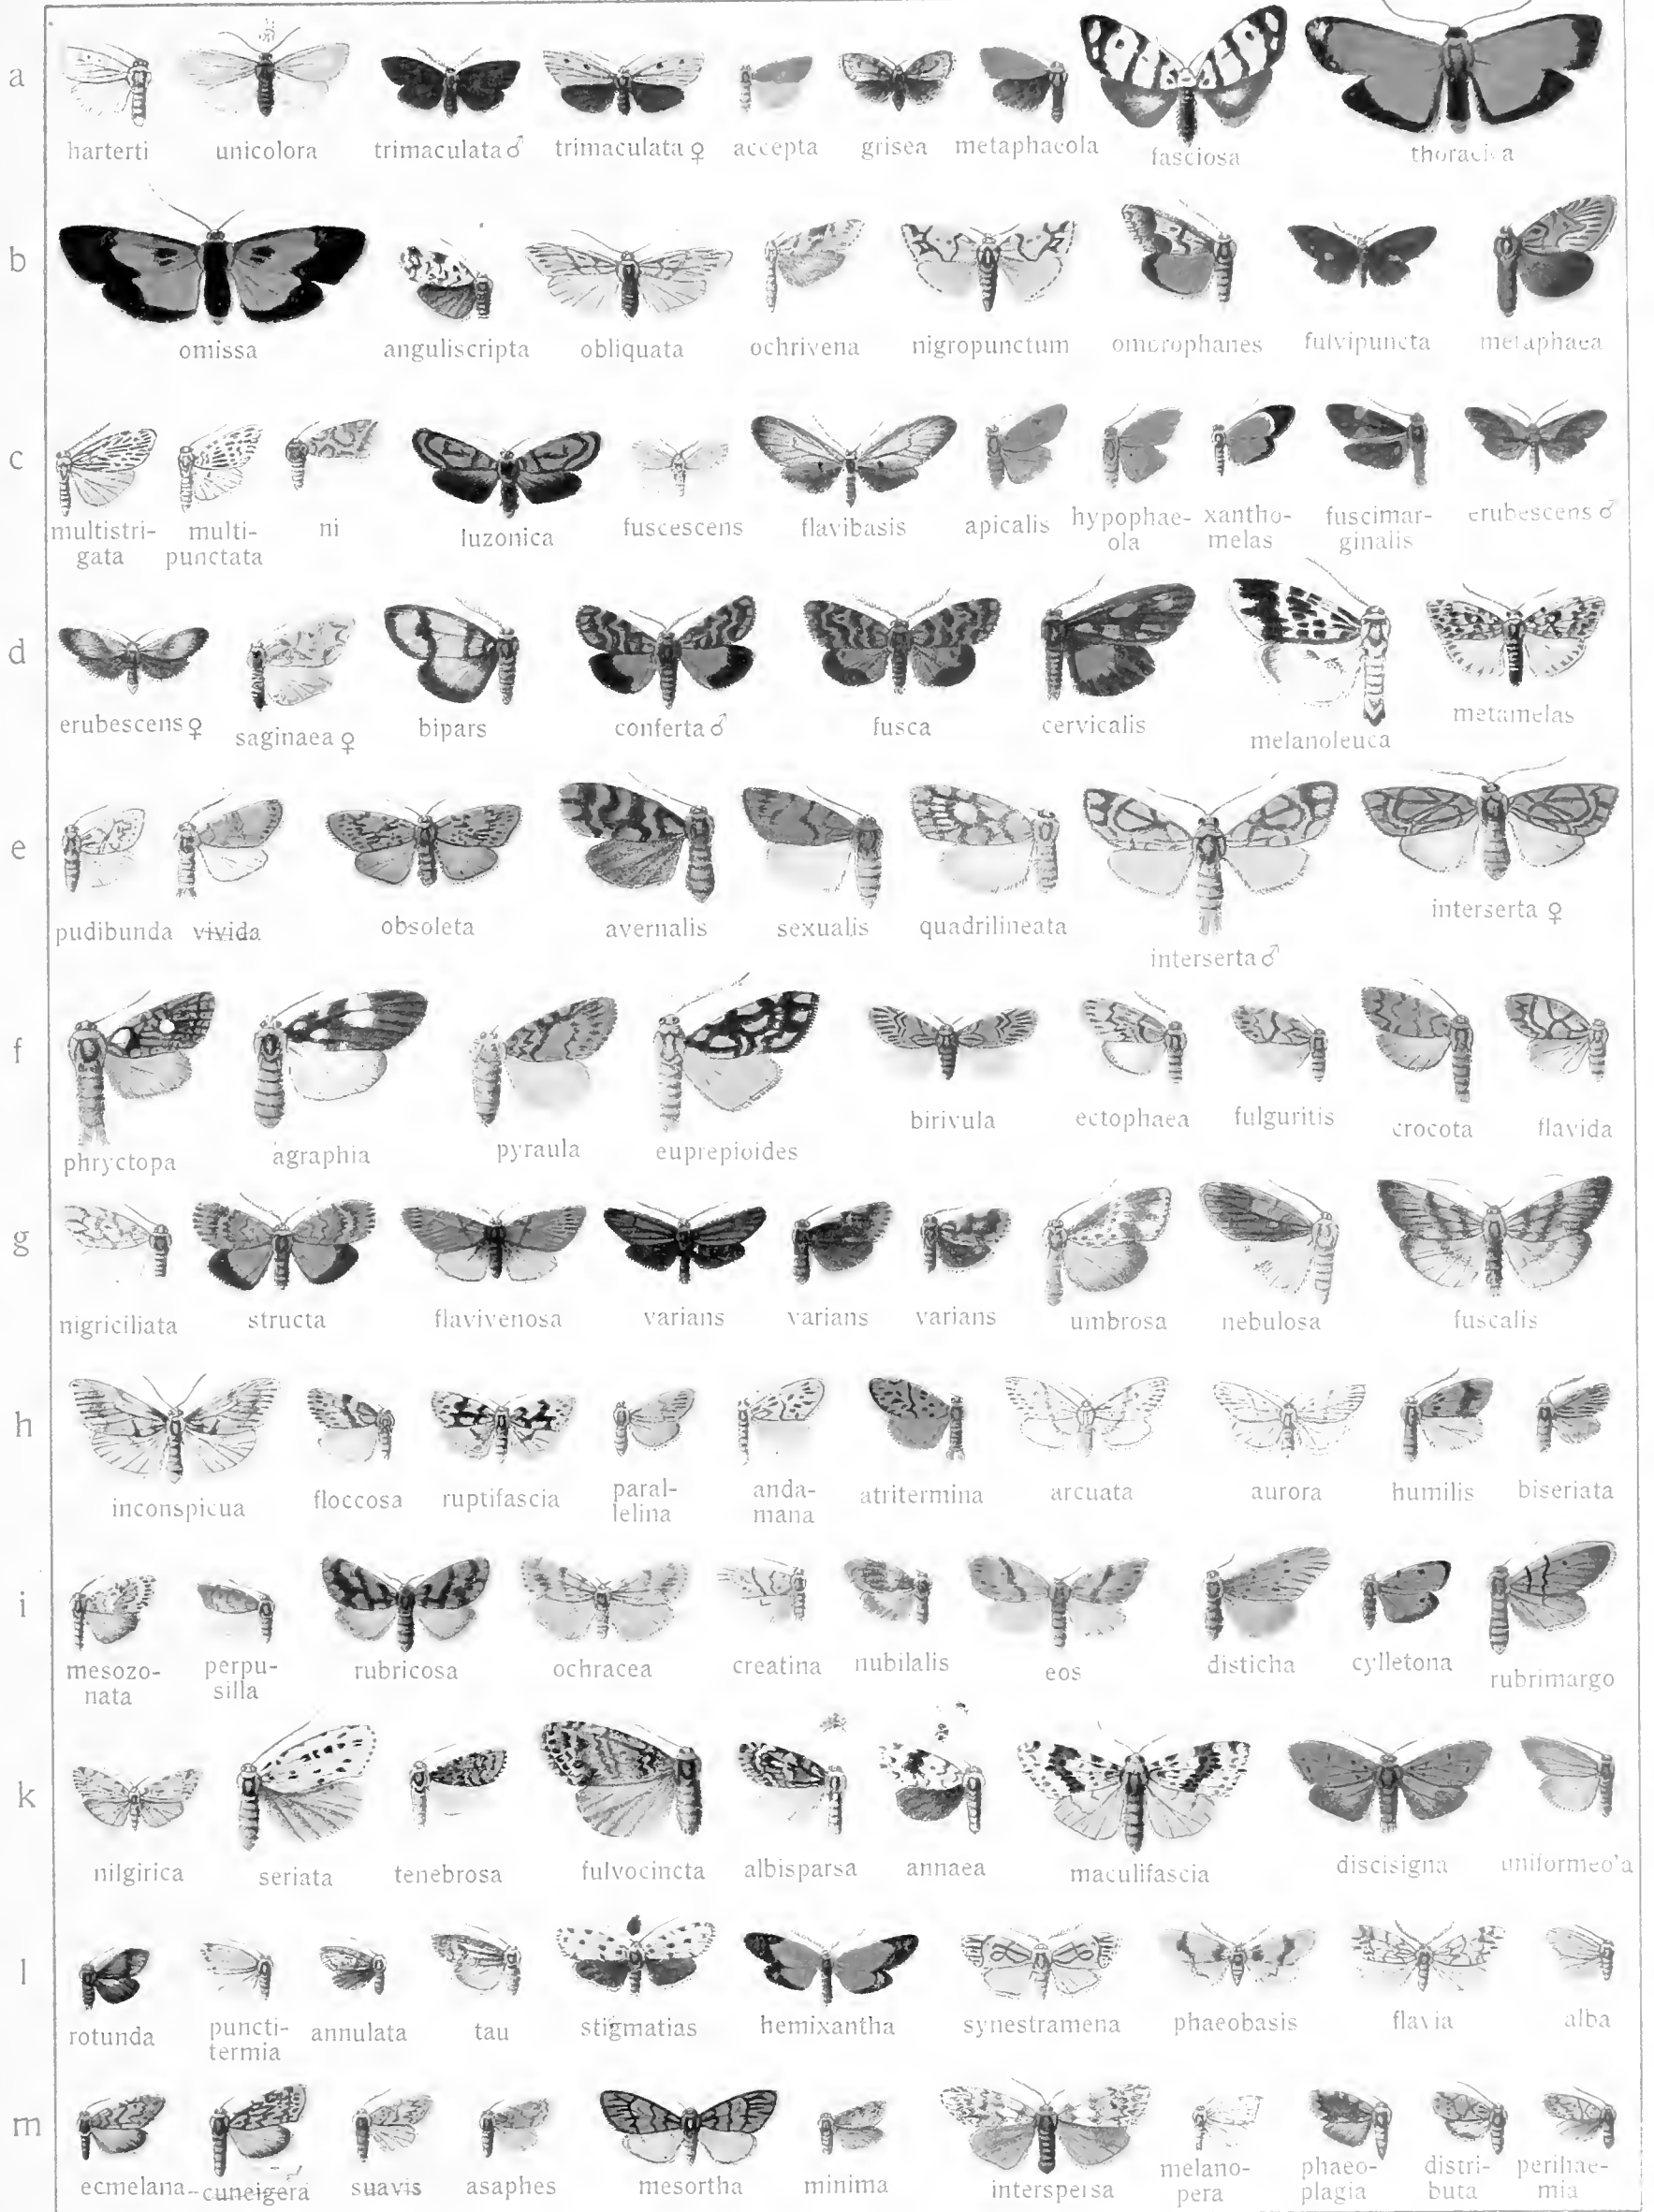 a
harterti unicolora trimaculata♂ trimaculata♀ accepta grisea metaphaeola fasciosa thoracica
b
omissa anguliscripta obliquata ochrivena nigropunctum omorophanes fulvipuncta metaphaea
c
multistri- multi- ni luzonica fuscescens flavibasis apicalis hypophae- xantho- fuscimar- erubescens♂
gata punctata ola melas ginalis
d
erubescens♀ saginaea♀ bipars conferta♂ fusca cervicalis melanoleuca metamelas
e
pudibunda vivida obsoleta avernalis sexualis quadrilineata interserta♂ interserta♀
f
phryctopa agraphia pyraula euprepioides birivula ectophaea fulguritis crocota flavida
g
nigriciliata structa flavivenosa varians varians varians umbrosa nebulosa fuscalis
h
inconspicua floccosa ruptifascia paral- anda- atritermina arcuata aurora humilis biseriata
lelina mana
i
mesozo- perpu- rubricosa ochracea creatina nubilalis eos disticha cylletona rubrimargo
nata silla
k
nilgirica seriata tenebrosa fulvocincta albisparsa annaea maculifascia discisigna uniformeola
l
rotunda puncti- annulata tau stigmatias hemixantha synestramena phaeobasis flavia alba
termia
m
ecmelana cuneigera suavis asaphes mesortha minima interspersa melano- phaeo- distri- perihae-
pera plagia buta mia